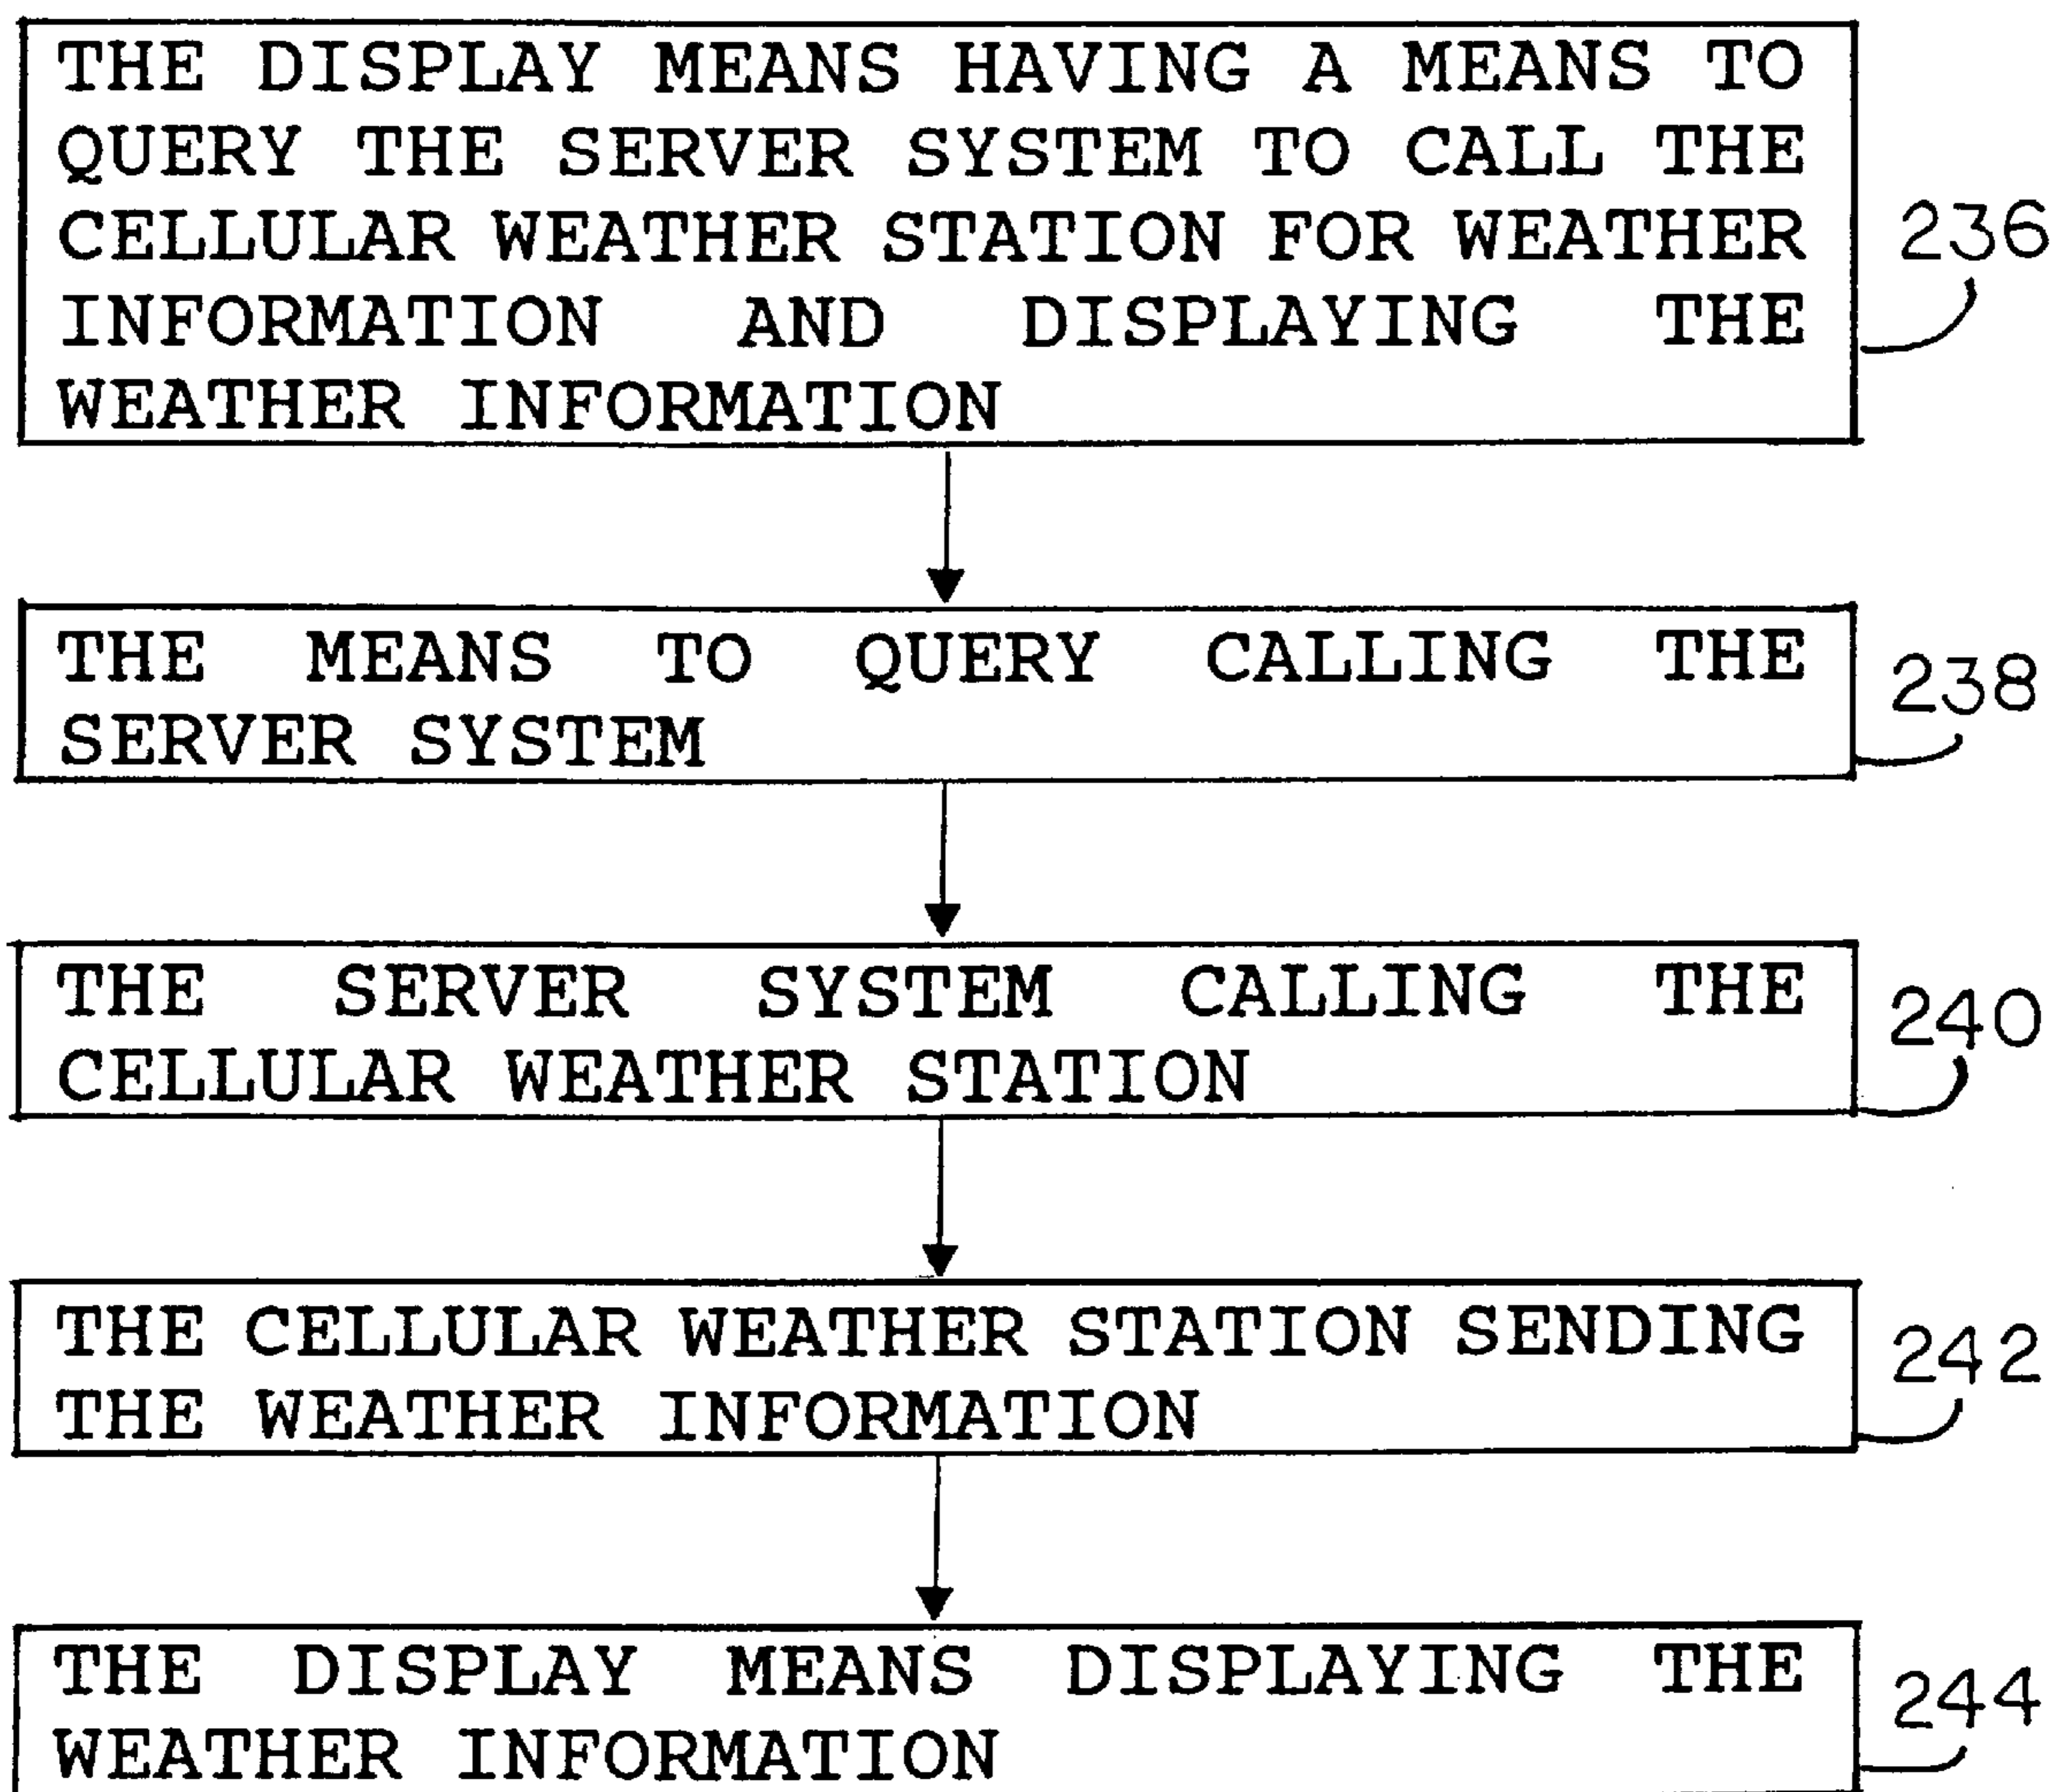 THE DISPLAY MEANS HAVING A MEANS TO
QUERY THE SERVER SYSTEM TO CALL THE
CELLULAR WEATHER STATION FOR WEATHER
INFORMATION AND DISPLAYING THE
WEATHER INFORMATION
236
THE MEANS TO QUERY CALLING THE
SERVER SYSTEM
238
THE SERVER SYSTEM CALLING THE
CELLULAR WEATHER STATION
240
THE CELLULAR WEATHER STATION SENDING
THE WEATHER INFORMATION
242
THE DISPLAY MEANS DISPLAYING THE
WEATHER INFORMATION
244